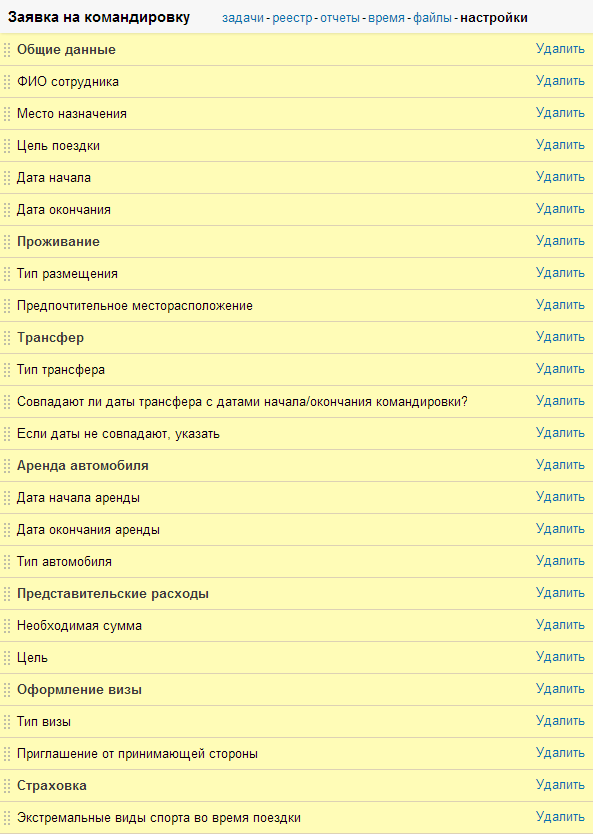 Заявка на командировку задачи - реестр - отчеты - время - файлы - настройки
Общие данные Удалить
ФИО сотрудника Удалить
Место назначения Удалить
Цель поездки Удалить
Дата начала Удалить
Дата окончания Удалить
Проживание Удалить
Тип размещения Удалить
Предпочтительное месторасположение Удалить
Трансфер Удалить
Тип трансфера Удалить
Совпадают ли даты трансфера с датами начала/окончания командировки? Удалить
Если даты не совпадают, указать Удалить
Аренда автомобиля Удалить
Дата начала аренды Удалить
Дата окончания аренды Удалить
Тип автомобиля Удалить
Представительские расходы Удалить
Необходимая сумма Удалить
Цель Удалить
Оформление визы Удалить
Тип визы Удалить
Приглашение от принимающей стороны Удалить
Страховка Удалить
Экстремальные виды спорта во время поездки Удалить